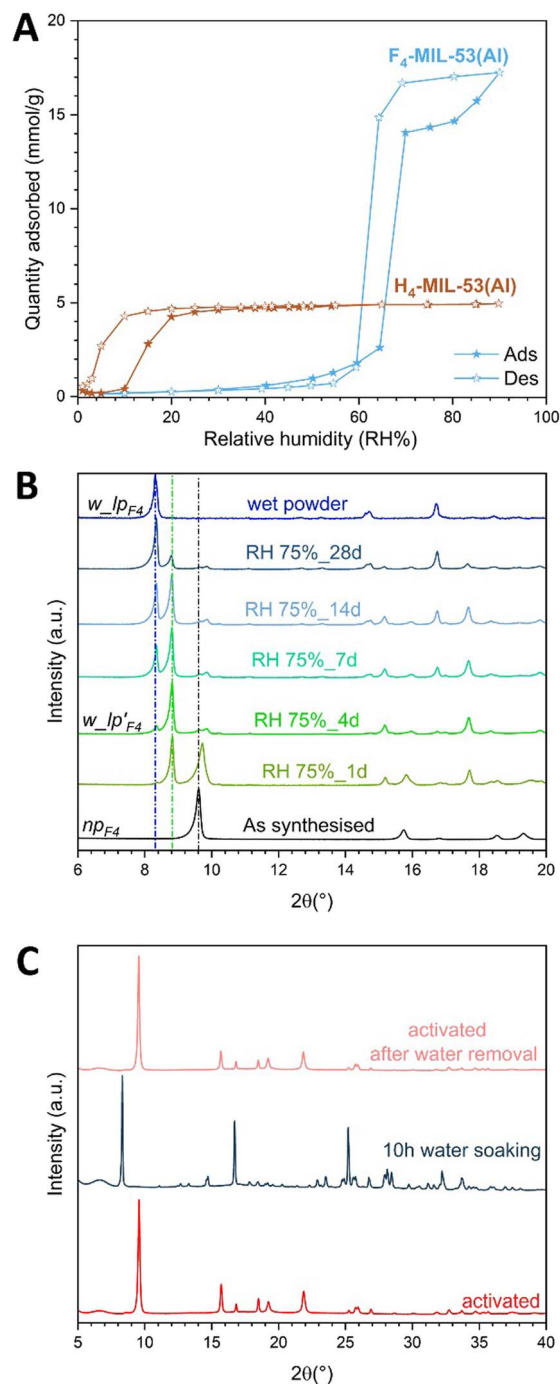 A
20
15
10
5
0
Quantity adsorbed (mmol/g)
F₄-MIL-53(Al)
H₄-MIL-53(Al)
Ads
Des
0 20 40 60 80 100
Relative humidity (RH%)
B
Intensity (a.u.)
w_lp_F4 wet powder
RH 75%_28d
RH 75%_14d
RH 75%_7d
w_lp'_F4 RH 75%_4d
RH 75%_1d
np_F4 As synthesised
6 8 10 12 14 16 18 20
2θ(°)
C
Intensity (a.u.)
activated
after water removal
10h water soaking
activated
5 10 15 20 25 30 35 40
2θ(°)